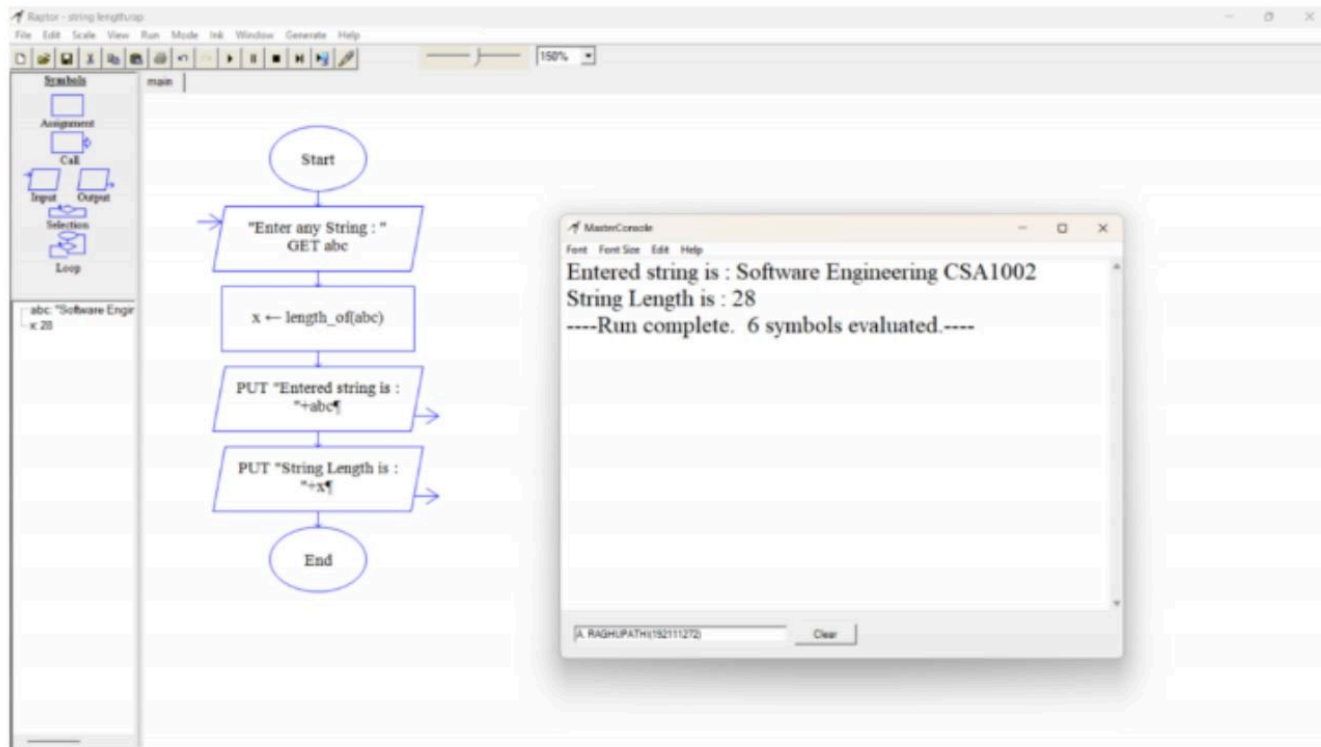 Raptor - string length.rap
File Edit Scale View Run Mode Ink Window Generate Help
150%
Symbols
Assignment
Call
Input Output
Selection
Loop
abc: "Software Engir
x: 28
main
Start
"Enter any String : "
GET abc
x ← length_of(abc)
PUT "Entered string is :
"+abc¶
PUT "String Length is :
"+x¶
End
MasterConsole
Font Font Size Edit Help
Entered string is : Software Engineering CSA1002
String Length is : 28
----Run complete. 6 symbols evaluated.----
A. RAGHUPATHI(192111272)
Clear